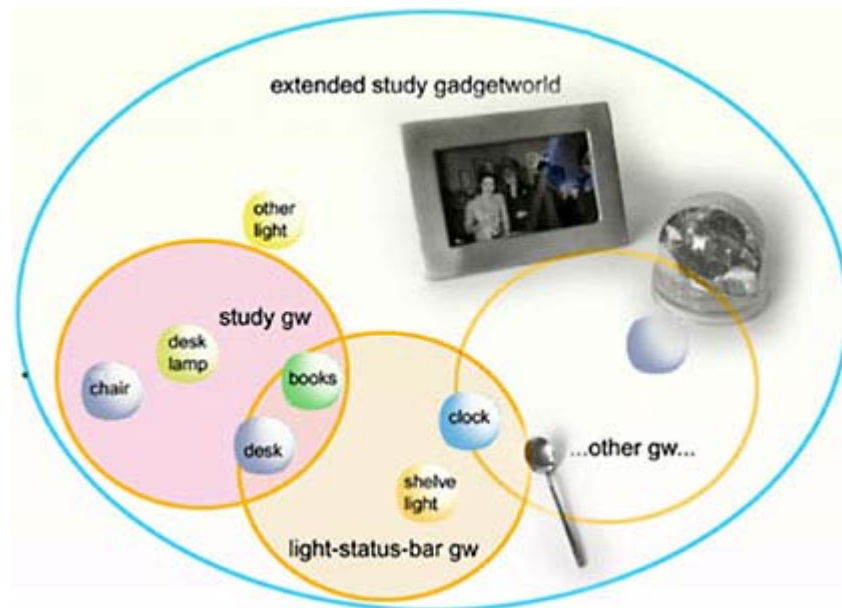 extended study gadgetworld
other
light
study gw
desk
lamp
chair
books
desk
clock
...other gw...
shelve
light
light-status-bar gw